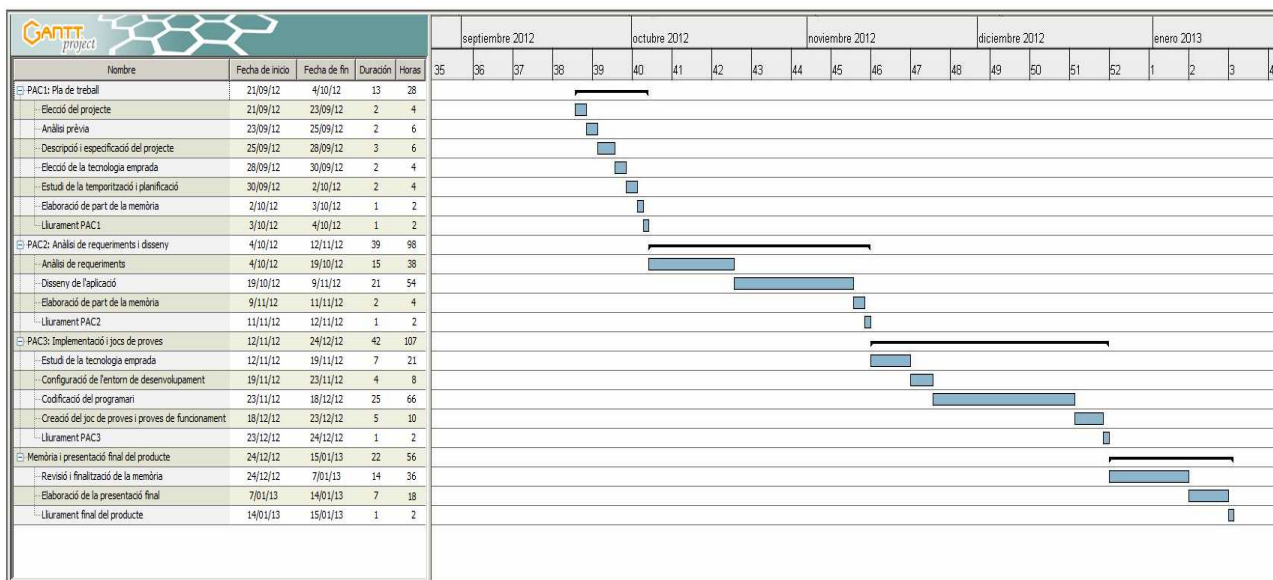 GANTT
project
septiembre 2012 octubre 2012 noviembre 2012 diciembre 2012 enero 2013
Nombre Fecha de inicio Fecha de fin Duración Horas 35 36 37 38 39 40 41 42 43 44 45 46 47 48 49 50 51 52 1 2 3 4
PAC1: Pla de treball 21/09/12 4/10/12 13 28
Elecció del projecte 21/09/12 23/09/12 2 4
Anàlisi prèvia 23/09/12 25/09/12 2 6
Descripció i especificació del projecte 25/09/12 28/09/12 3 6
Elecció de la tecnologia emprada 28/09/12 30/09/12 2 4
Estudi de la temporització i planificació 30/09/12 2/10/12 2 4
Elaboració de part de la memòria 2/10/12 3/10/12 1 2
Lliurament PAC1 3/10/12 4/10/12 1 2
PAC2: Anàlisi de requeriments i disseny 4/10/12 12/11/12 39 98
Anàlisi de requeriments 4/10/12 19/10/12 15 38
Disseny de l'aplicació 19/10/12 9/11/12 21 54
Elaboració de part de la memòria 9/11/12 11/11/12 2 4
Lliurament PAC2 11/11/12 12/11/12 1 2
PAC3: Implementació i jocs de proves 12/11/12 24/12/12 42 107
Estudi de la tecnologia emprada 12/11/12 19/11/12 7 21
Configuració de l'entorn de desenvolupament 19/11/12 23/11/12 4 8
Codificació del programari 23/11/12 18/12/12 25 66
Creació del joc de proves i proves de funcionament 18/12/12 23/12/12 5 10
Lliurament PAC3 23/12/12 24/12/12 1 2
Memòria i presentació final del producte 24/12/12 15/01/13 22 56
Revisió i finalització de la memòria 24/12/12 7/01/13 14 36
Elaboració de la presentació final 7/01/13 14/01/13 7 18
Lliurament final del producte 14/01/13 15/01/13 1 2